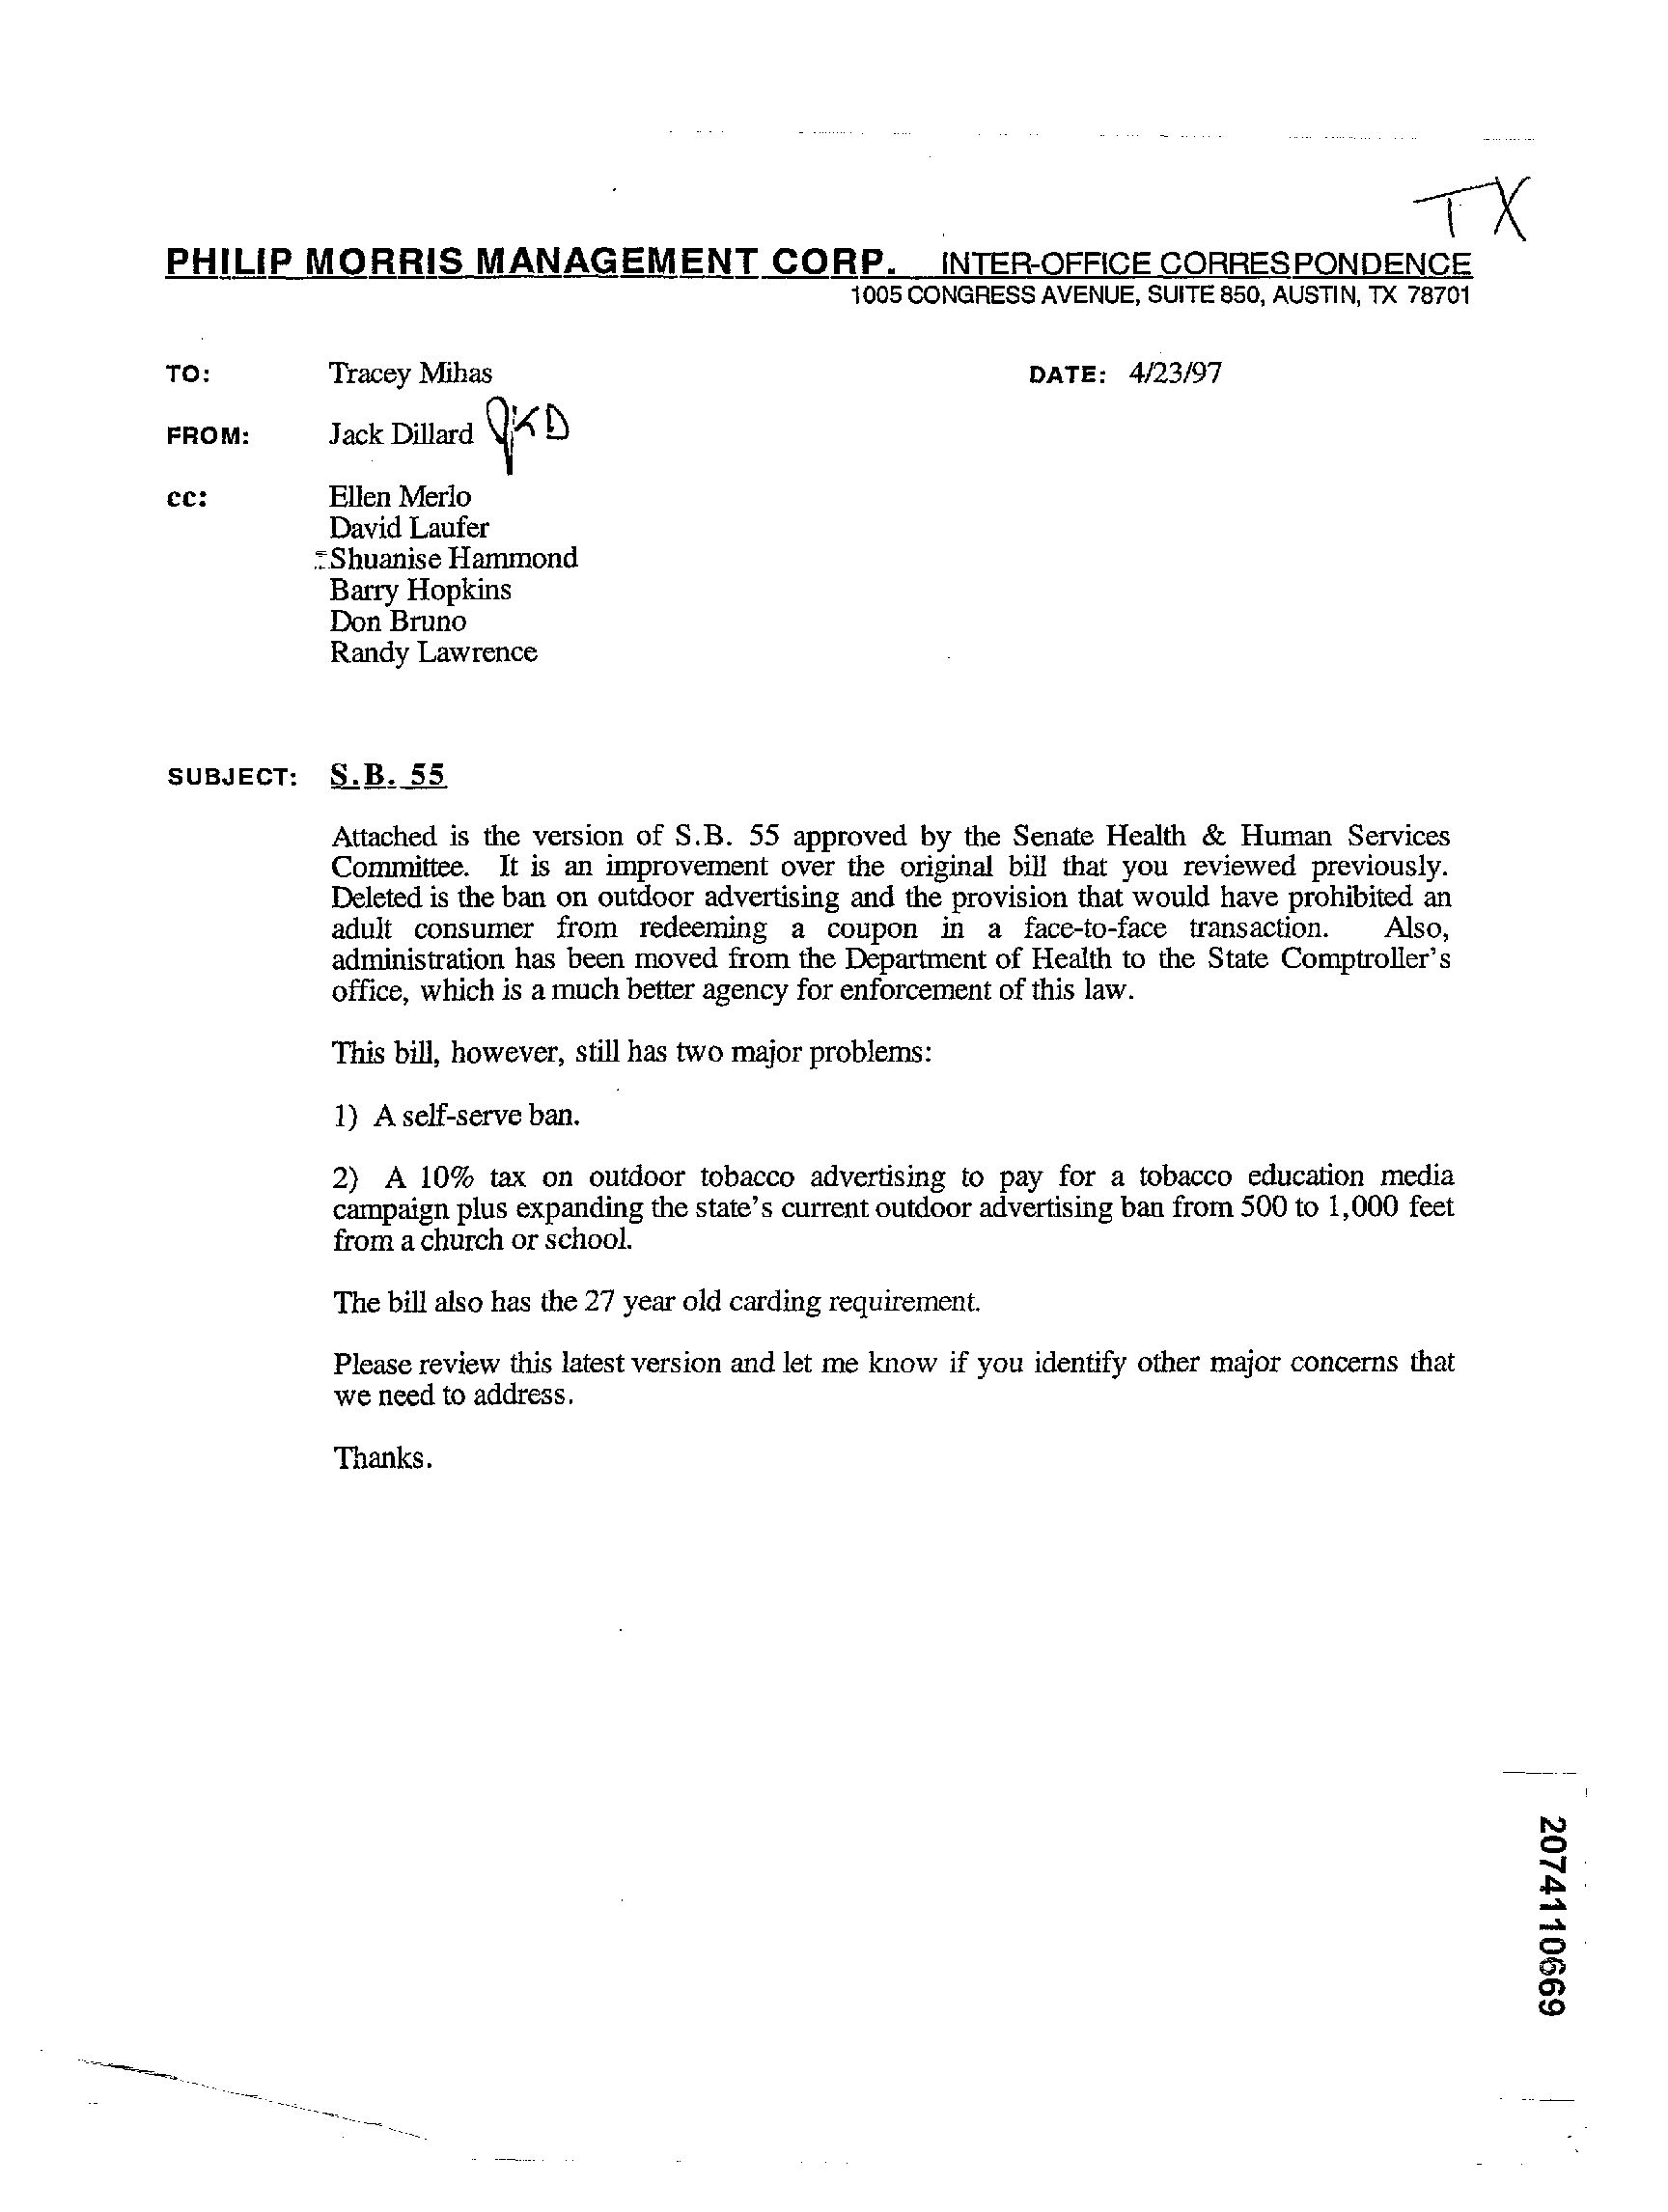 TX
PHILIP MORRIS MANAGEMENT CORP. INTER-OFFICE CORRESPONDENCE
1005 CONGRESS AVENUE, SUITE 850, AUSTIN, TX 78701
TO: Tracey Mihas DATE: 4/23/97
FROM: Jack Dillard JKD
cc: Ellen Merlo
David Laufer
Shuanise Hammond
Barry Hopkins
Don Bruno
Randy Lawrence
SUBJECT: S.B. 55
Attached is the version of S.B. 55 approved by the Senate Health & Human Services
Committee. It is an improvement over the original bill that you reviewed previously.
Deleted is the ban on outdoor advertising and the provision that would have prohibited an
adult consumer from redeeming a coupon in a face-to-face transaction. Also,
administration has been moved from the Department of Health to the State Comptroller's
office, which is a much better agency for enforcement of this law.
This bill, however, still has two major problems:
1) A self-serve ban.
2) A 10% tax on outdoor tobacco advertising to pay for a tobacco education media
campaign plus expanding the state's current outdoor advertising ban from 500 to 1,000 feet
from a church or school.
The bill also has the 27 year old carding requirement.
Please review this latest version and let me know if you identify other major concerns that
we need to address.
Thanks.
2074110669